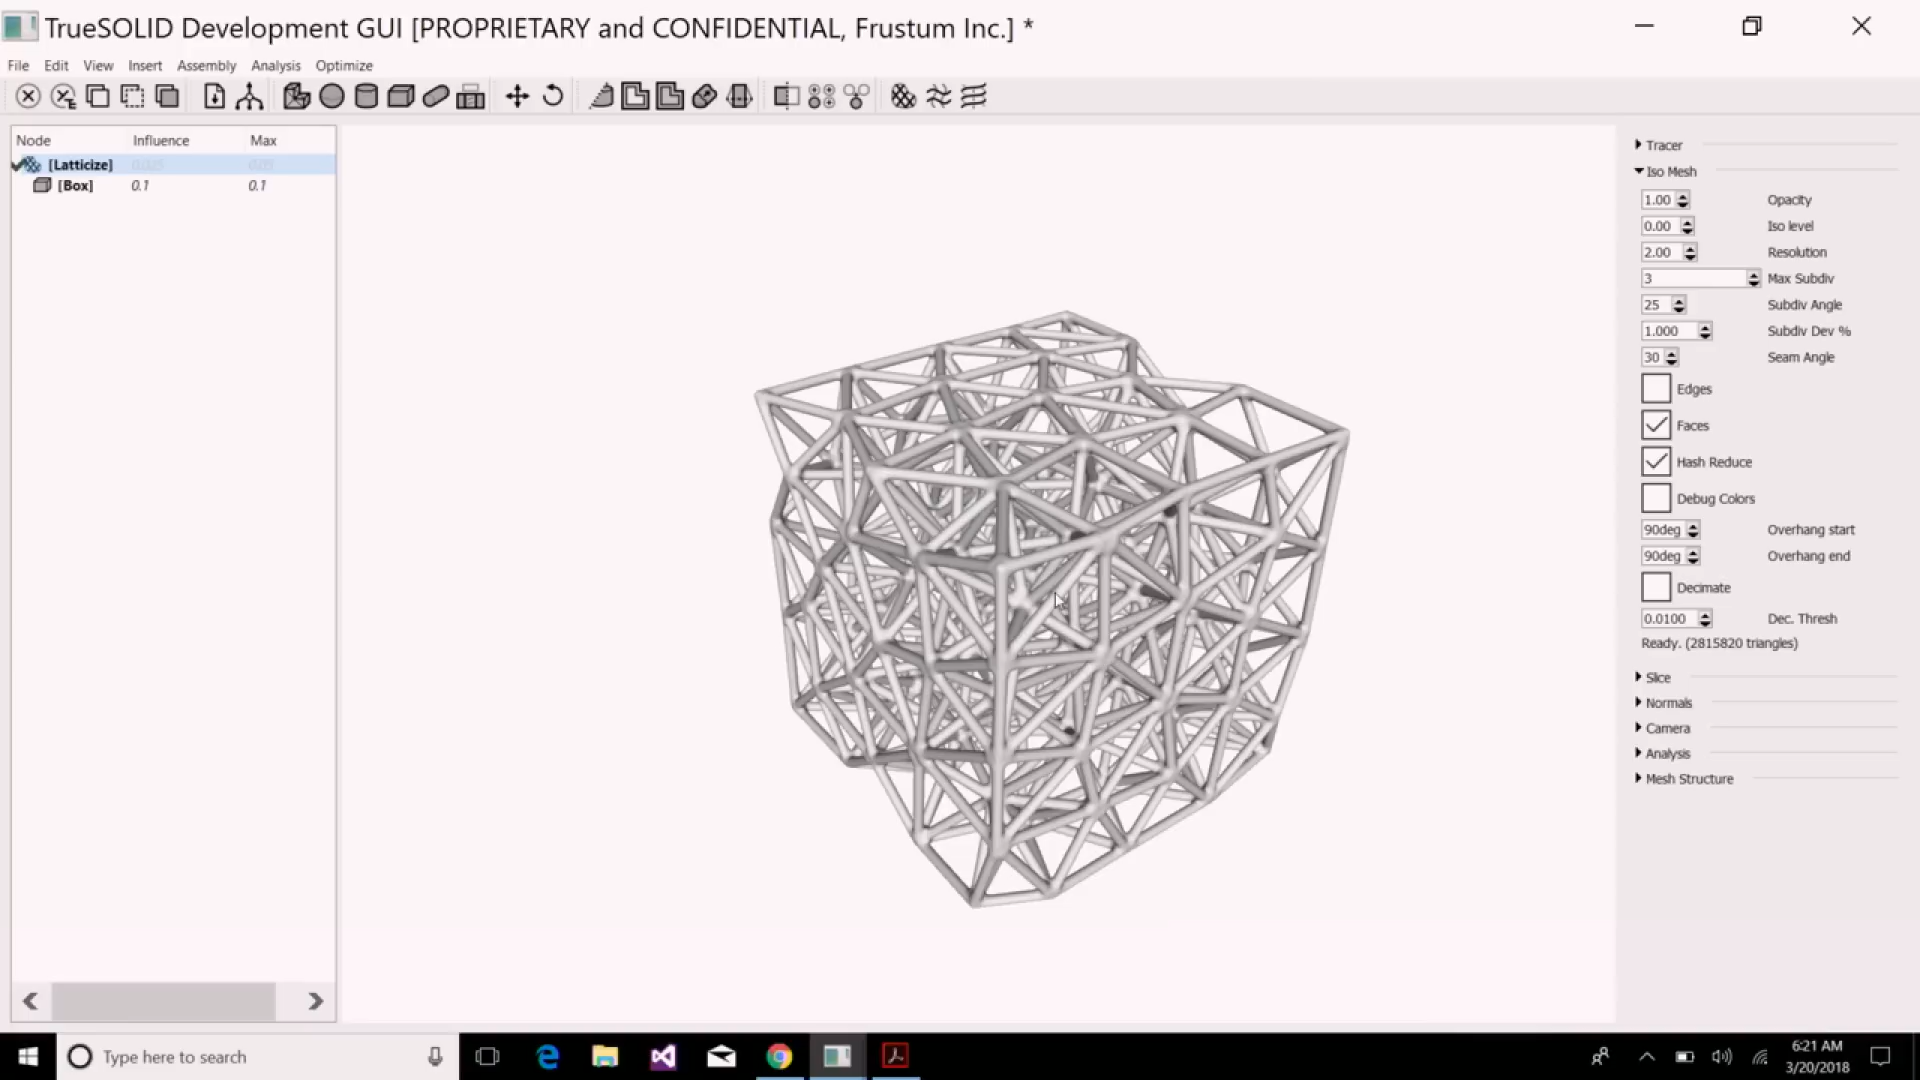 TrueSOLID Development GUI [PROPRIETARY and CONFIDENTIAL, Frustum Inc.] *
File Edit View Insert Assembly Analysis Optimize
Node Influence Max
[Latticize]
[Box] 0.1 0.1
Tracer
Iso Mesh
1.00 Opacity
0.00 Iso level
2.00 Resolution
3 Max Subdiv
25 Subdiv Angle
1.000 Subdiv Dev %
30 Seam Angle
Edges
Faces
Hash Reduce
Debug Colors
90deg Overhang start
90deg Overhang end
Decimate
0.0100 Dec. Thresh
Ready. (2815820 triangles)
Slice
Normals
Camera
Analysis
Mesh Structure
Type here to search
6:21 AM
3/20/2018